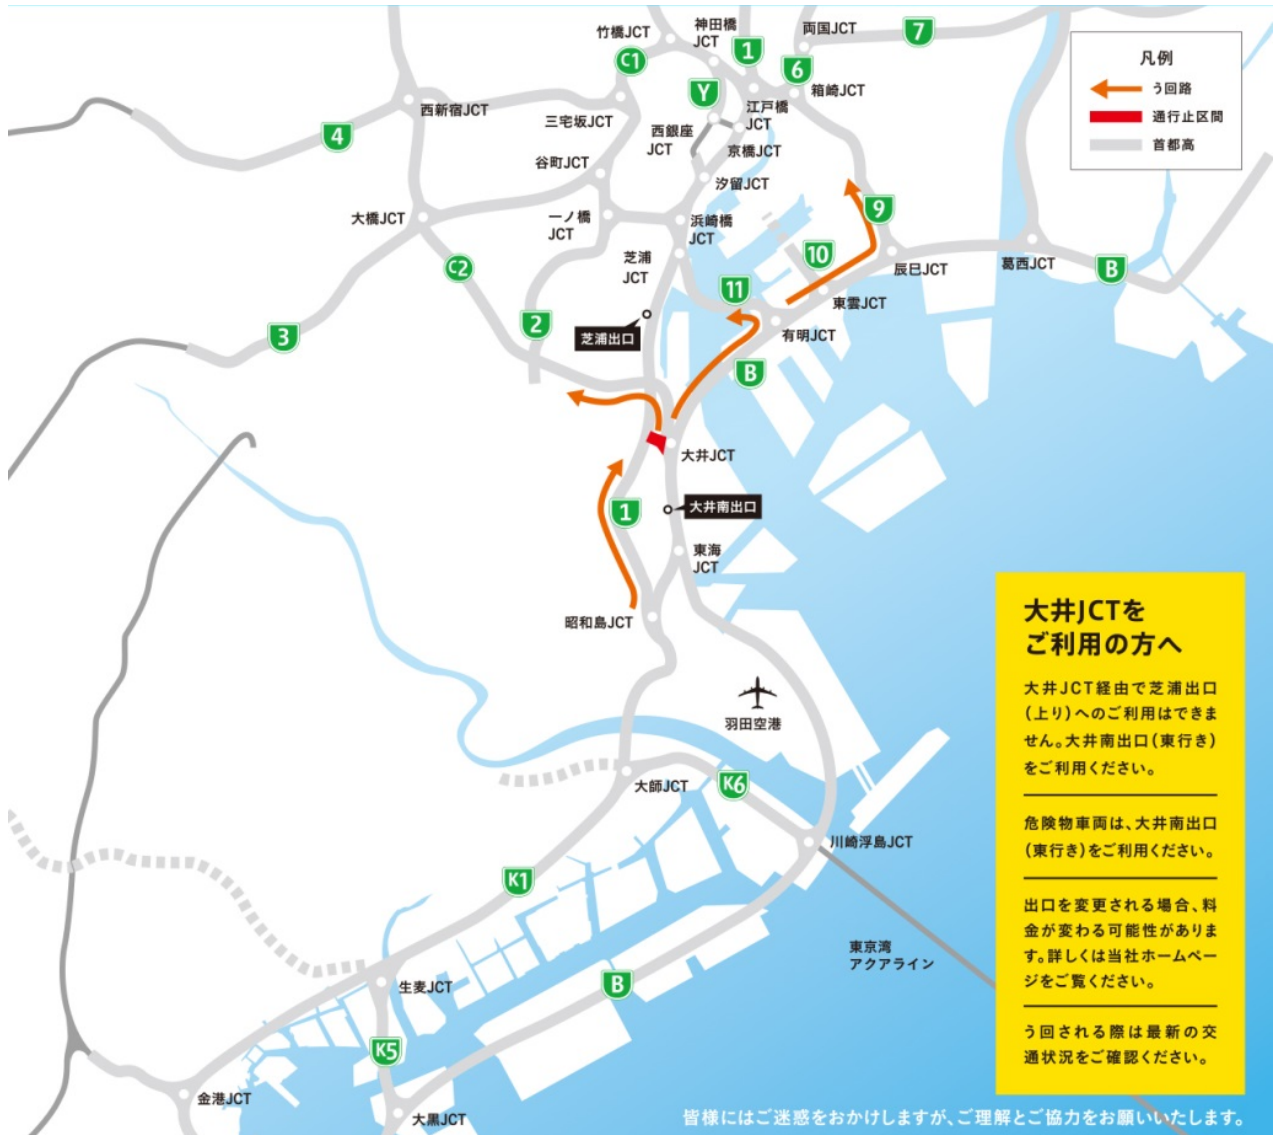 竹橋JCT
神田橋
JCT
両国JCT
7
1
C1
6
凡例
う回路
通行止区間
首都高
Y
箱崎JCT
江戸橋
JCT
西新宿JCT
三宅坂JCT
西銀座
JCT
京橋JCT
4
谷町JCT
汐留JCT
大橋JCT
一ノ橋
JCT
浜崎橋
JCT
9
10
芝浦
JCT
C2
辰巳JCT
葛西JCT
B
11
東雲JCT
芝浦出口
2
3
有明JCT
B
大井JCT
1
大井南出口
東海
JCT
昭和島JCT
羽田空港
大師JCT
K6
川崎浮島JCT
K1
東京湾
アクアライン
生麦JCT
B
K5
金港JCT
大黒JCT
大井JCTを
ご利用の方へ
大井JCT経由で芝浦出口
(上り)へのご利用はできま
せん。大井南出口(東行き)
をご利用ください。
危険物車両は、大井南出口
(東行き)をご利用ください。
出口を変更される場合、料
金が変わる可能性がありま
す。詳しくは当社ホームペー
ジをご覧ください。
う回される際は最新の交
通状況をご確認ください。
皆様にはご迷惑をおかけしますが、ご理解とご協力をお願いいたします。